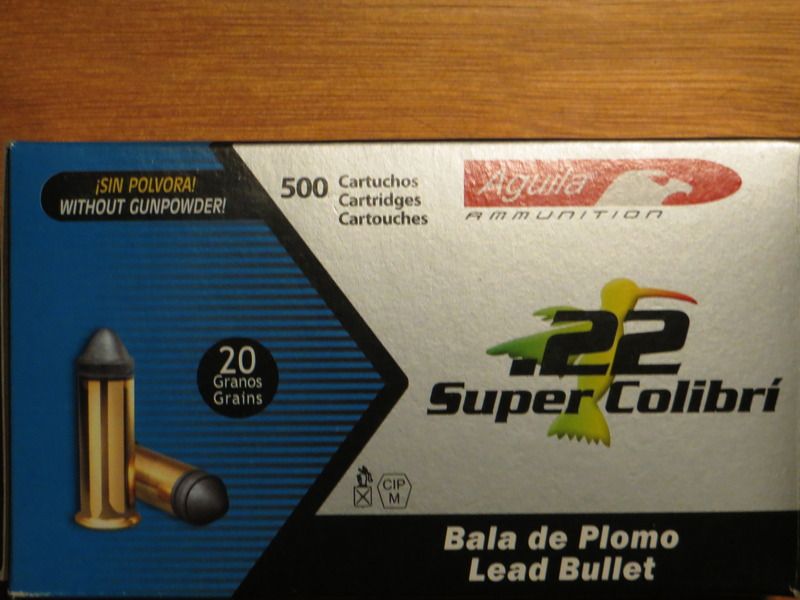 ¡SIN POLVORA!
WITHOUT GUNPOWDER!
500 Cartuchos
Cartridges
Cartouches
Aguila
AMMUNITION
20
Granos
Grains
.22
Super Colibrí
CIP
M
Bala de Plomo
Lead Bullet